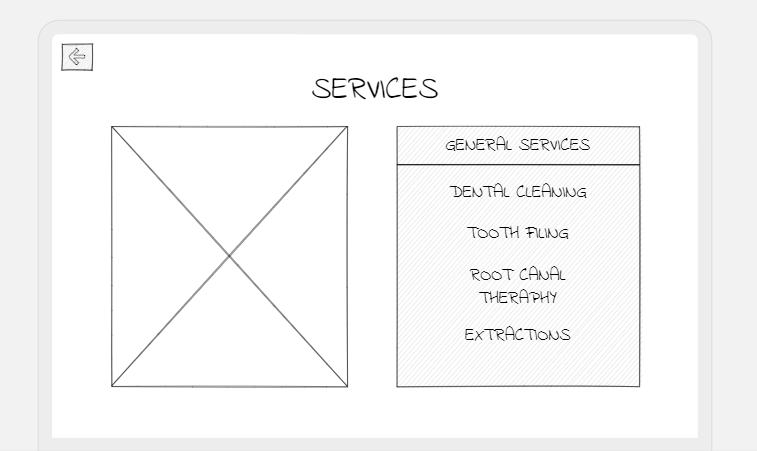 SERVICES
GENERAL SERVICES
DENTAL CLEANING
TOOTH FILING
ROOT CANAL
THERAPHY
EXTRACTIONS